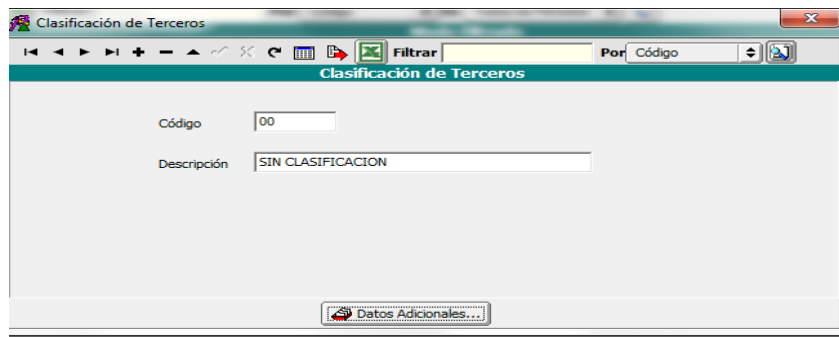 Clasificación de Terceros
Filtrar Por Código
Clasificación de Terceros
Código 00
Descripción SIN CLASIFICACION
Datos Adicionales...